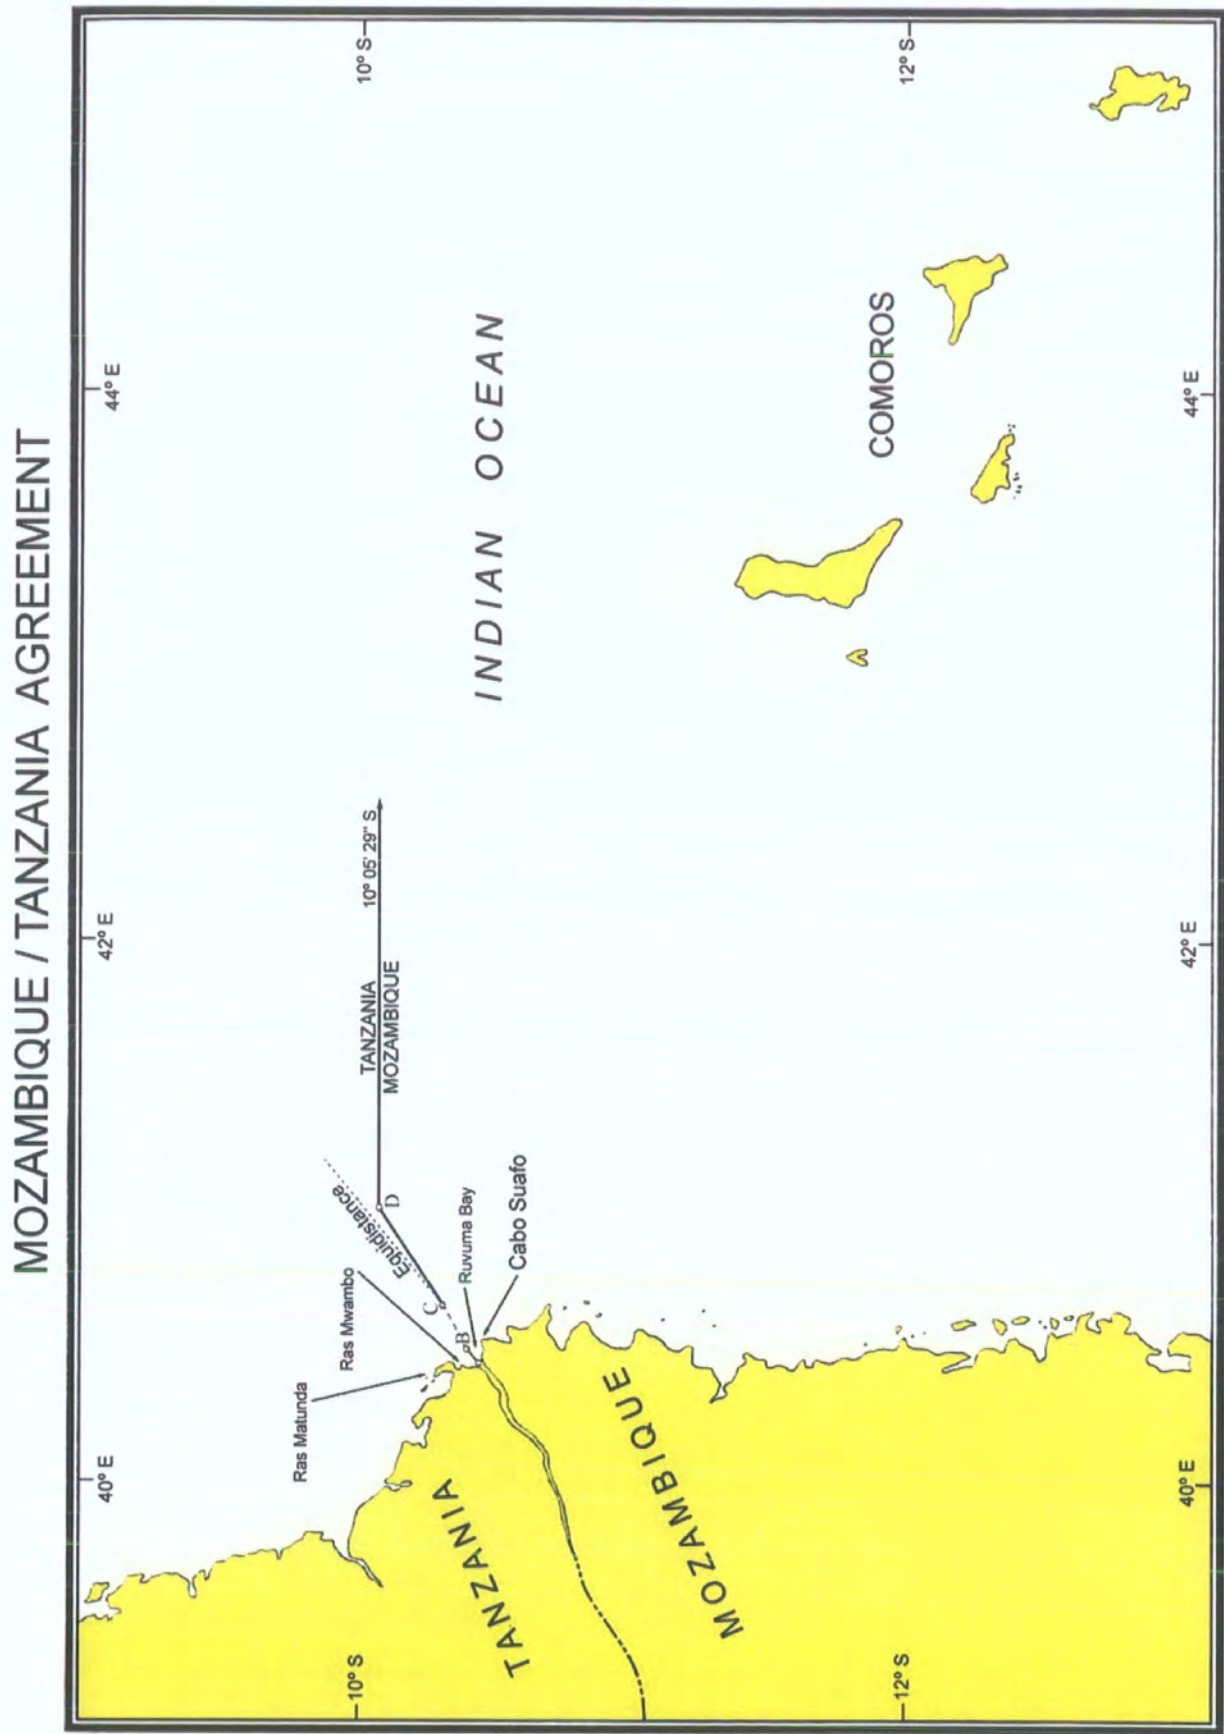 MOZAMBIQUE / TANZANIA AGREEMENT
40° E
42° E
44° E
10° S
10° S
Ras Matunda
Ras Mwambo
Equidistance
TANZANIA
MOZAMBIQUE
10° 05' 29" S
D
C
B
Ruvuma Bay
Cabo Suafo
INDIAN OCEAN
TANZANIA
MOZAMBIQUE
COMOROS
12° S
12° S
40° E
42° E
44° E